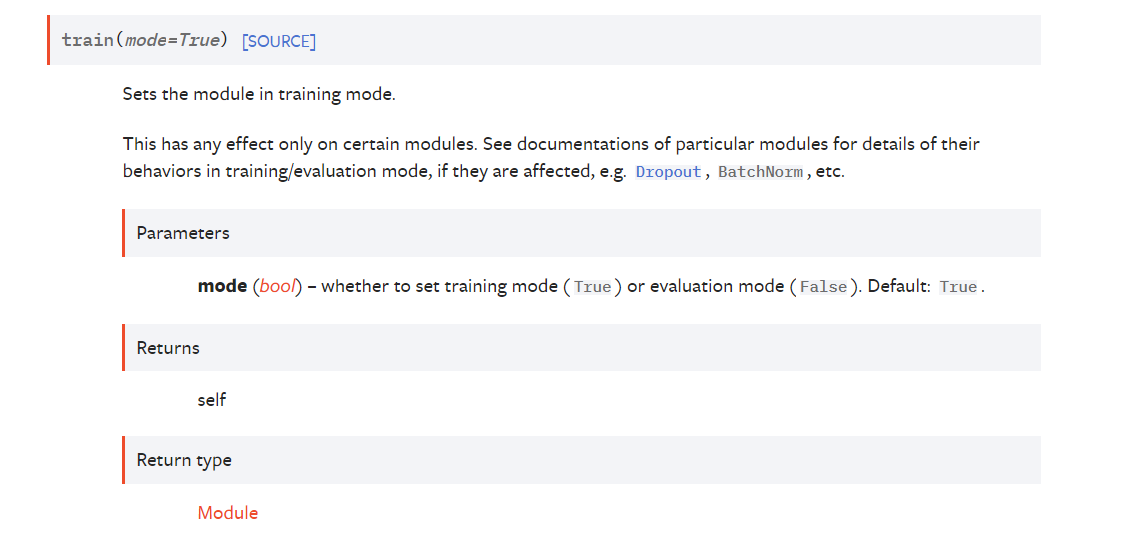 train(mode=True) [SOURCE]
Sets the module in training mode.
This has any effect only on certain modules. See documentations of particular modules for details of their
behaviors in training/evaluation mode, if they are affected, e.g. Dropout, BatchNorm, etc.
Parameters
mode (bool) – whether to set training mode (True) or evaluation mode (False). Default: True.
Returns
self
Return type
Module